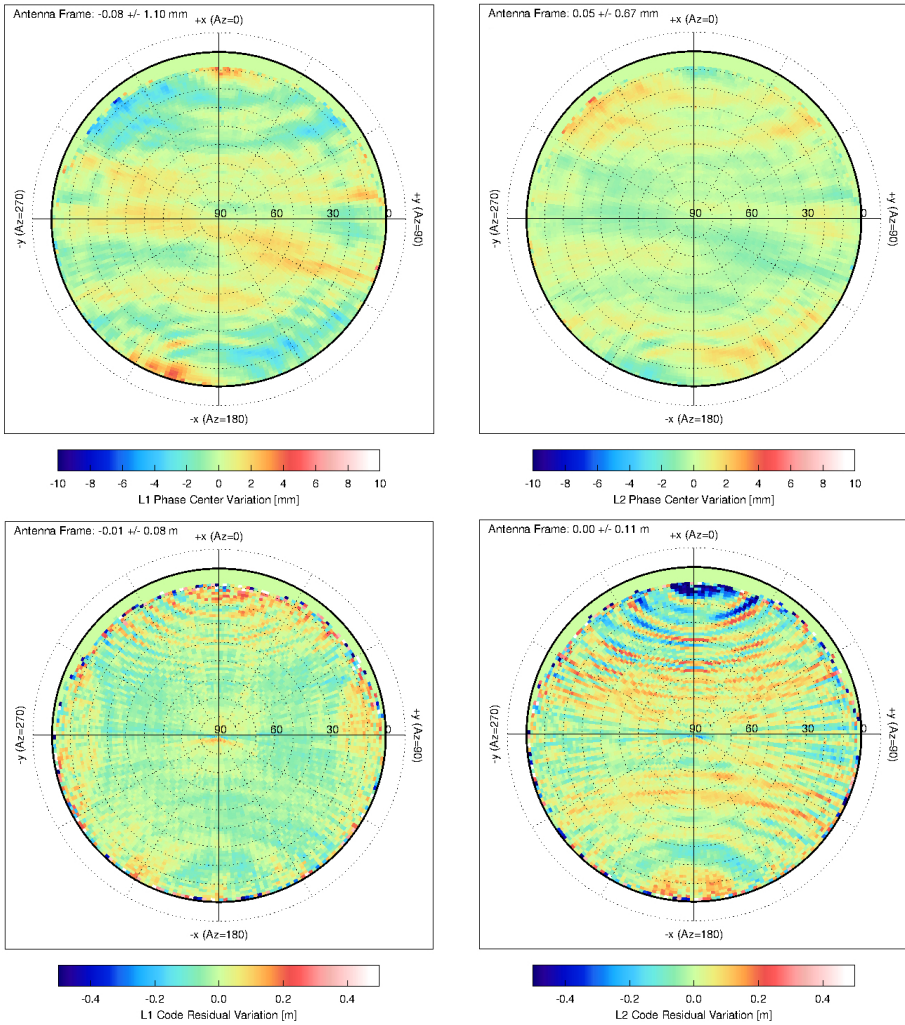 Antenna Frame: -0.08 +/- 1.10 mm
+x (Az=0)
-y (Az=270)
90 60 30 0
+y (Az=90)
-x (Az=180)
-10 -8 -6 -4 -2 0 2 4 6 8 10
L1 Phase Center Variation [mm]
Antenna Frame: 0.05 +/- 0.67 mm
+x (Az=0)
-y (Az=270)
90 60 30 0
+y (Az=90)
-x (Az=180)
-10 -8 -6 -4 -2 0 2 4 6 8 10
L2 Phase Center Variation [mm]
Antenna Frame: -0.01 +/- 0.08 m
+x (Az=0)
-y (Az=270)
90 60 30 0
+y (Az=90)
-x (Az=180)
-0.4 -0.2 0.0 0.2 0.4
L1 Code Residual Variation [m]
Antenna Frame: 0.00 +/- 0.11 m
+x (Az=0)
-y (Az=270)
90 60 30 0
+y (Az=90)
-x (Az=180)
-0.4 -0.2 0.0 0.2 0.4
L2 Code Residual Variation [m]